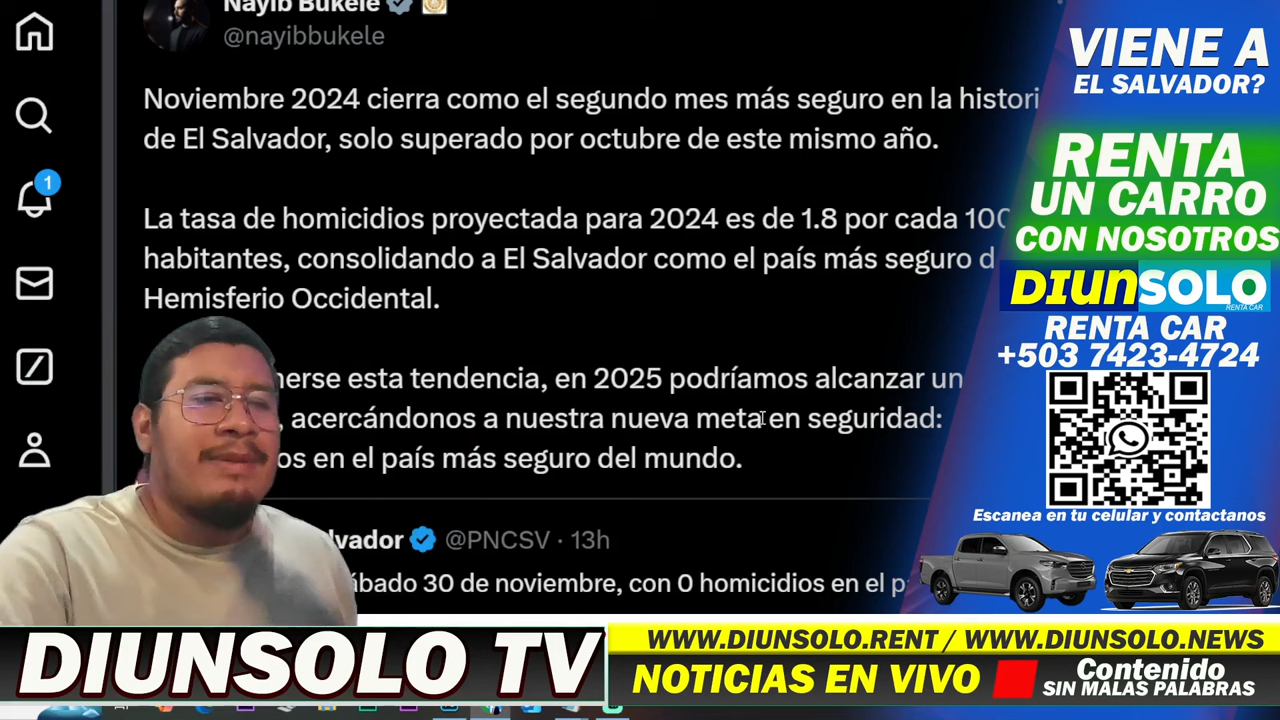 Nayib Bukele
@nayibbukele
Noviembre 2024 cierra como el segundo mes más seguro en la histori
de El Salvador, solo superado por octubre de este mismo año.
La tasa de homicidios proyectada para 2024 es de 1.8 por cada 100
habitantes, consolidando a El Salvador como el país más seguro d
Hemisferio Occidental.
nerse esta tendencia, en 2025 podríamos alcanzar un
, acercándonos a nuestra nueva meta en seguridad:
os en el país más seguro del mundo.
lvador @PNCSV · 13h
ábado 30 de noviembre, con 0 homicidios en el p
1
VIENE A
EL SALVADOR?
RENTA
UN CARRO
CON NOSOTROS
DIUNSOLO
RENTA CAR
RENTA CAR
+503 7423-4724
Escanea en tu celular y contactanos
DIUNSOLO TV
WWW.DIUNSOLO.RENT / WWW.DIUNSOLO.NEWS
NOTICIAS EN VIVO
Contenido
SIN MALAS PALABRAS